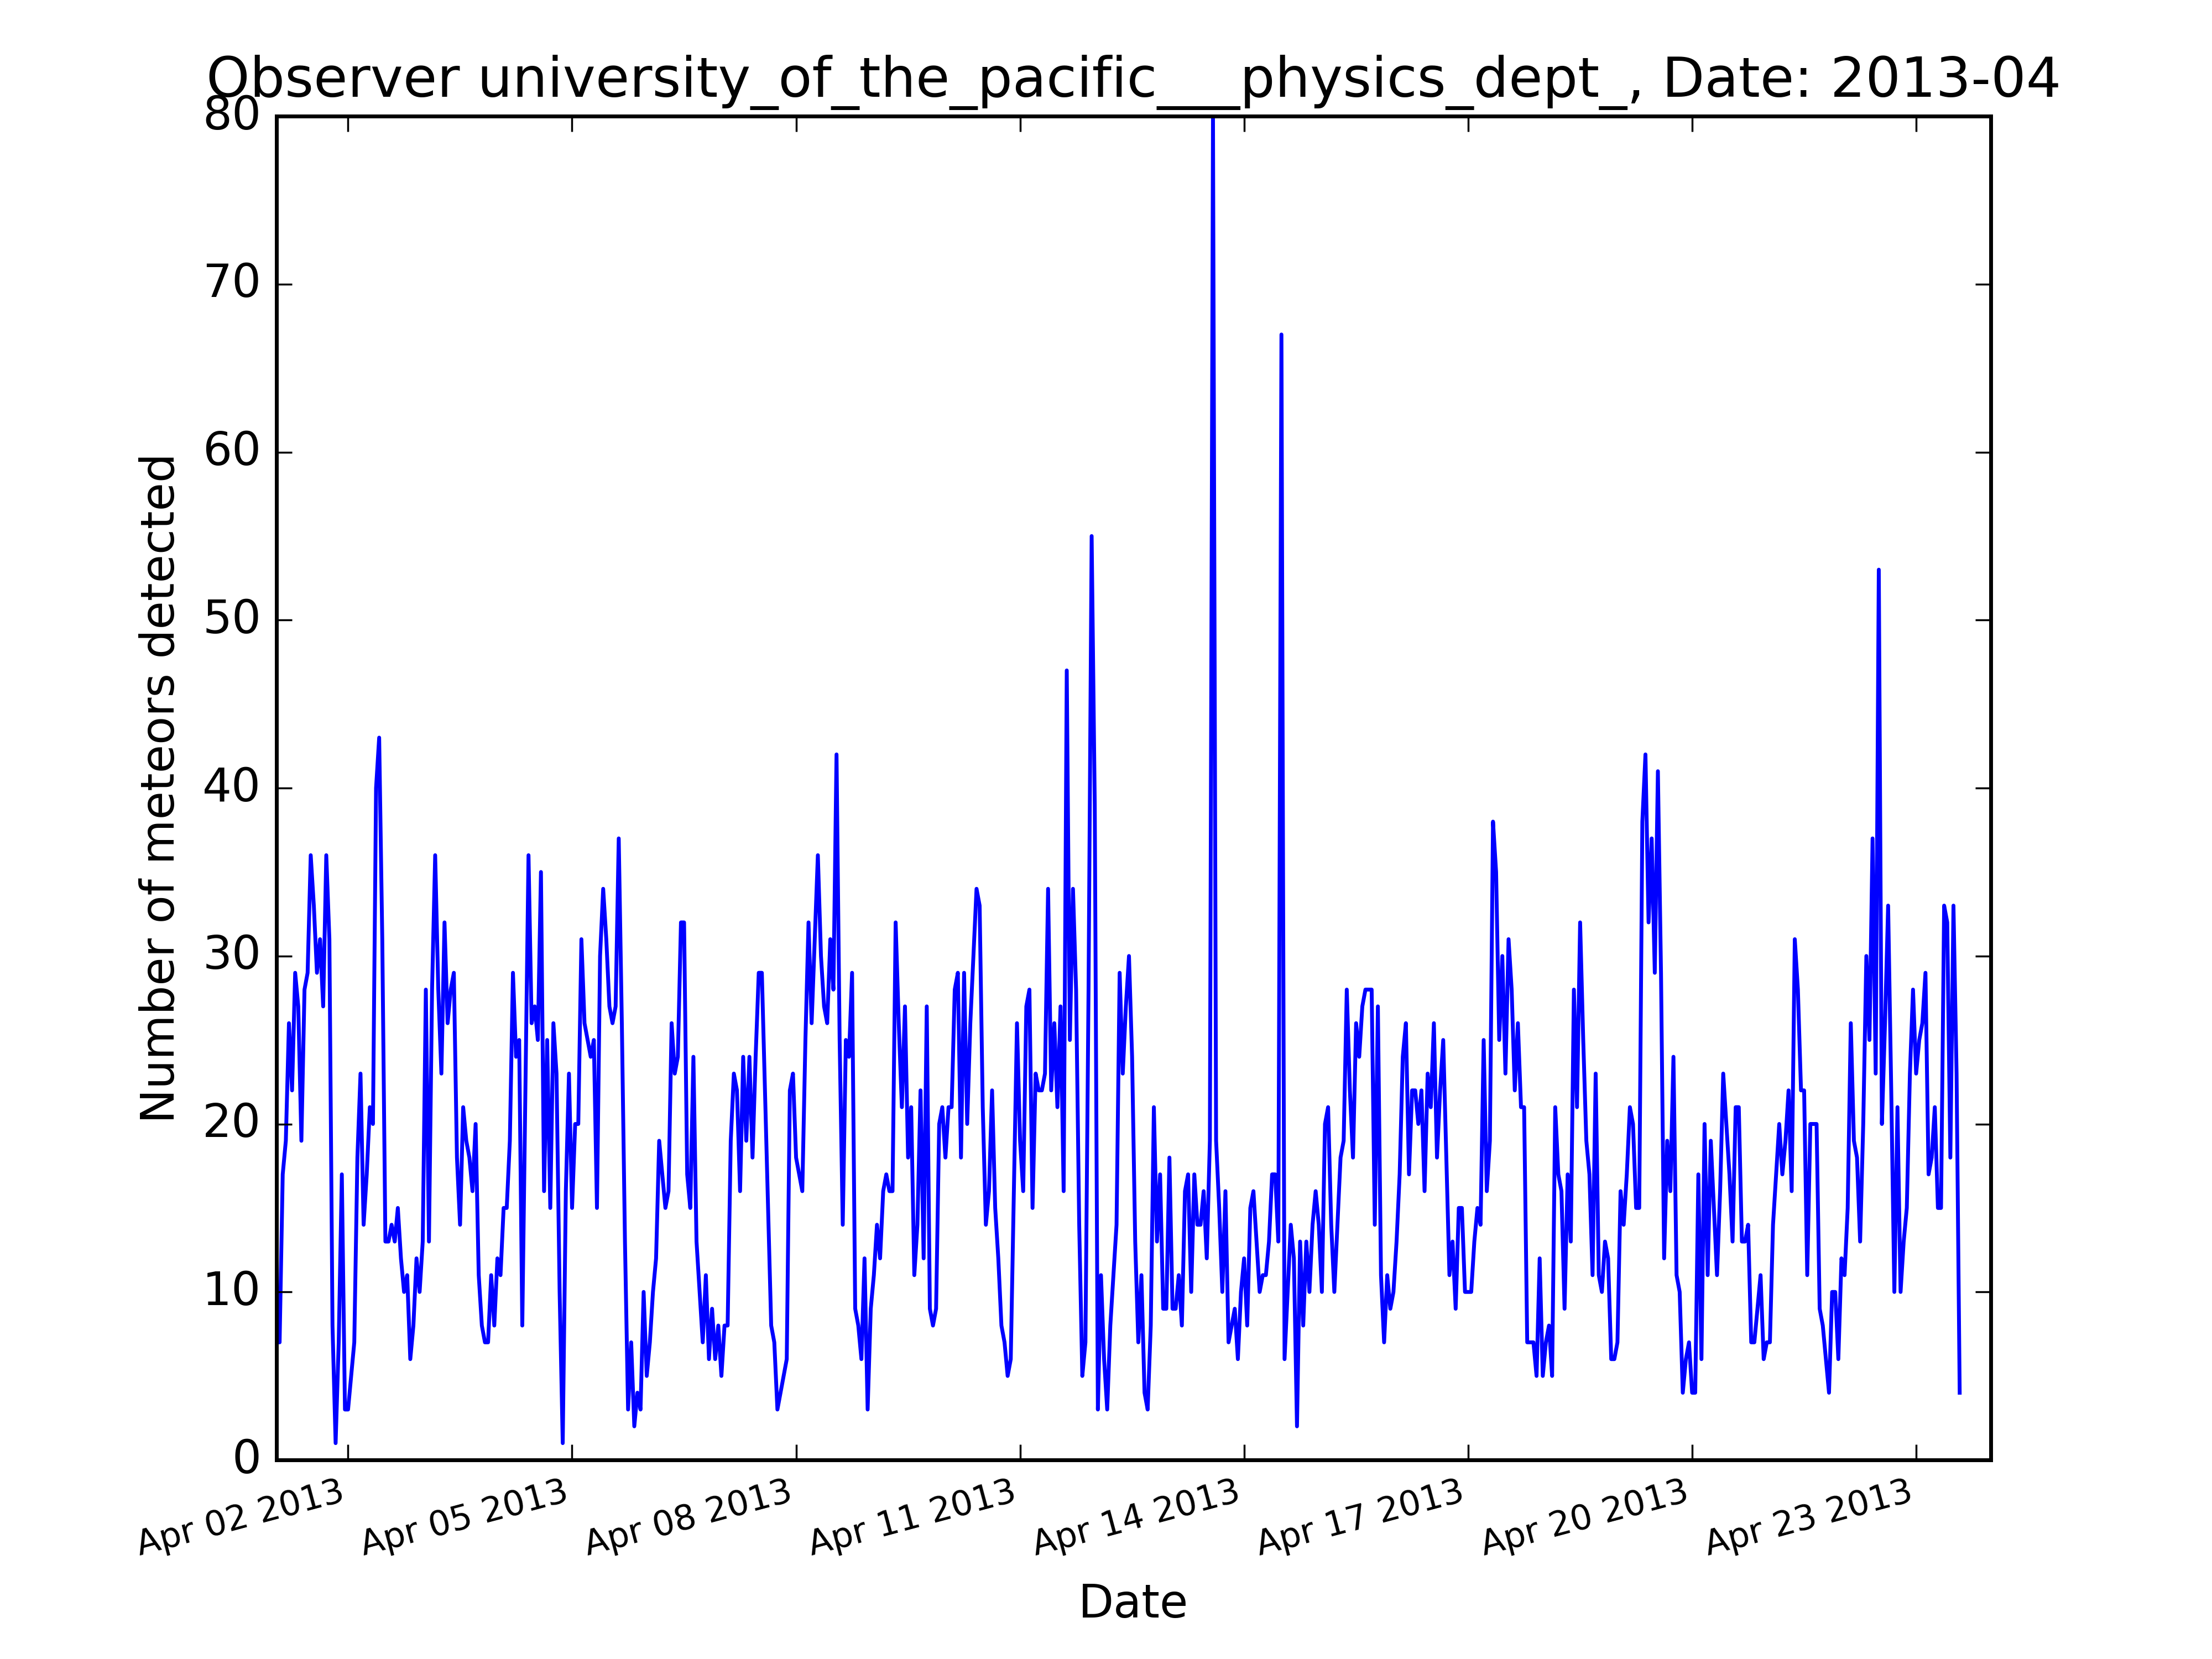 Observer university_of_the_pacific___physics_dept_, Date: 2013-04
80
70
60
50
40
30
20
10
0
Number of meteors detected
Apr 02 2013
Apr 05 2013
Apr 08 2013
Apr 11 2013
Apr 14 2013
Apr 17 2013
Apr 20 2013
Apr 23 2013
Date